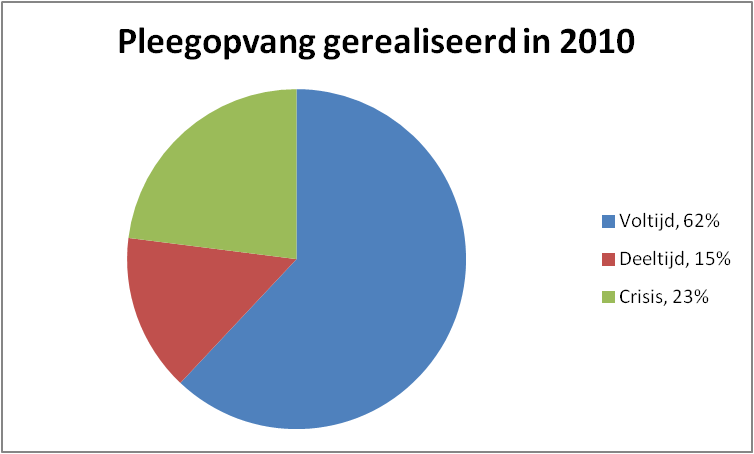 Pleegopvang gerealiseerd in 2010
Voltijd, 62%
Deeltijd, 15%
Crisis, 23%